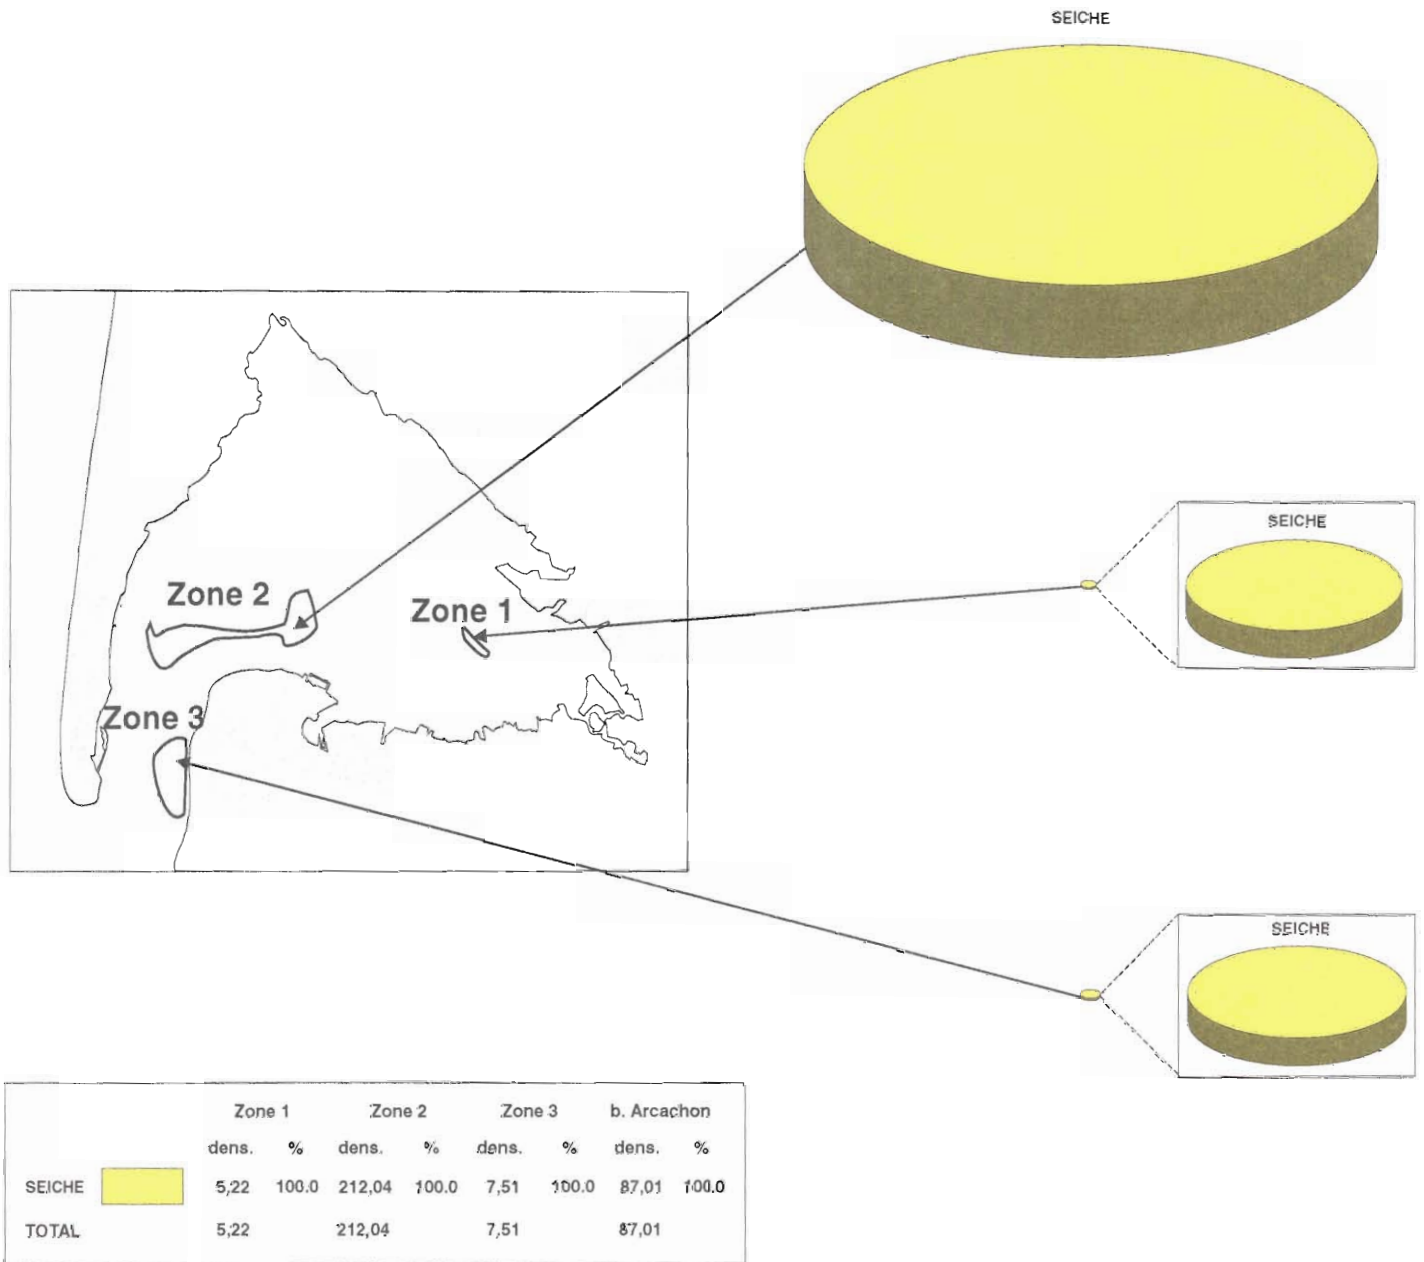 SEICHE
SEICHE
Zone 2
Zone 1
Zone 3
SEICHE
Zone 1 Zone 2 Zone 3 b. Arcachon
dens. % dens. % dens. % dens. %
SEICHE 5,22 100.0 212,04 100.0 7,51 100.0 87,01 100.0
TOTAL 5,22 212,04 7,51 87,01